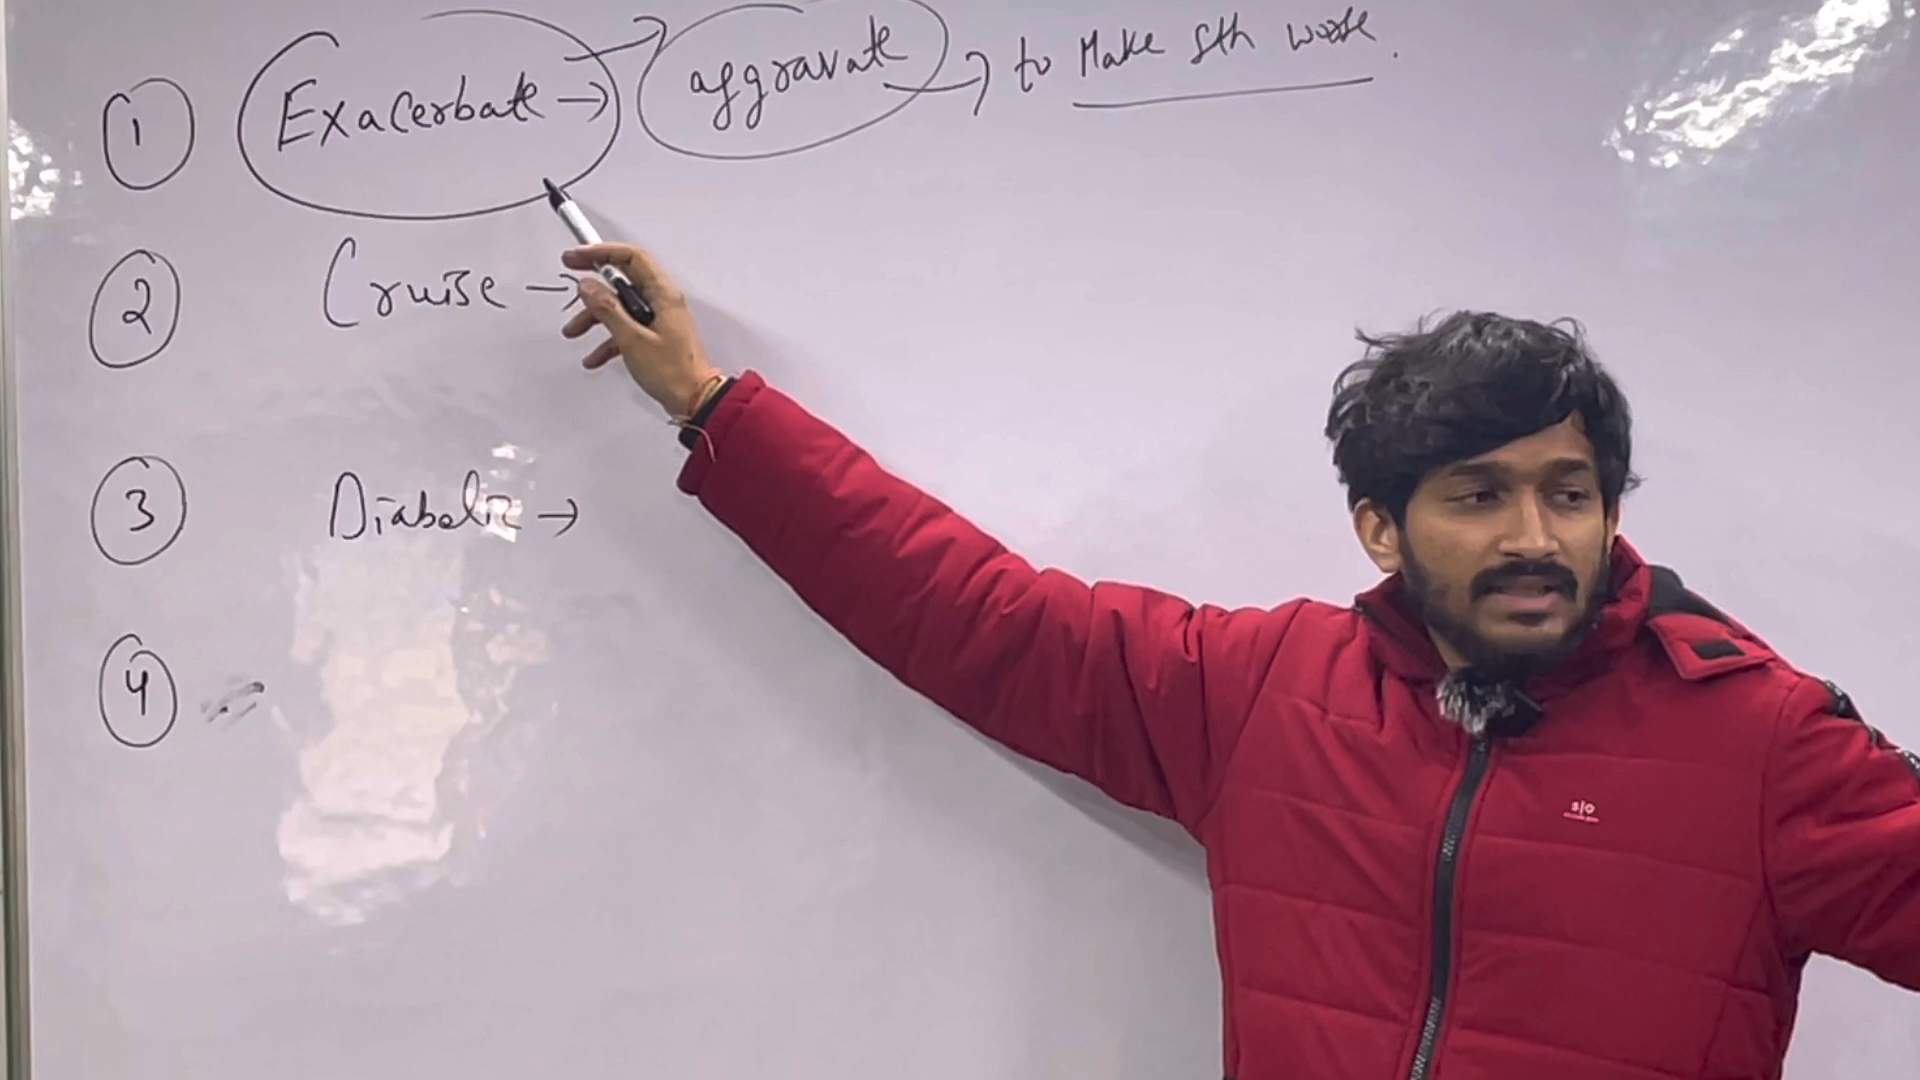 ① Exacerbate → aggravate → to Make Sth worse.
② Cruise →
③ Diabolic →
④
S|O